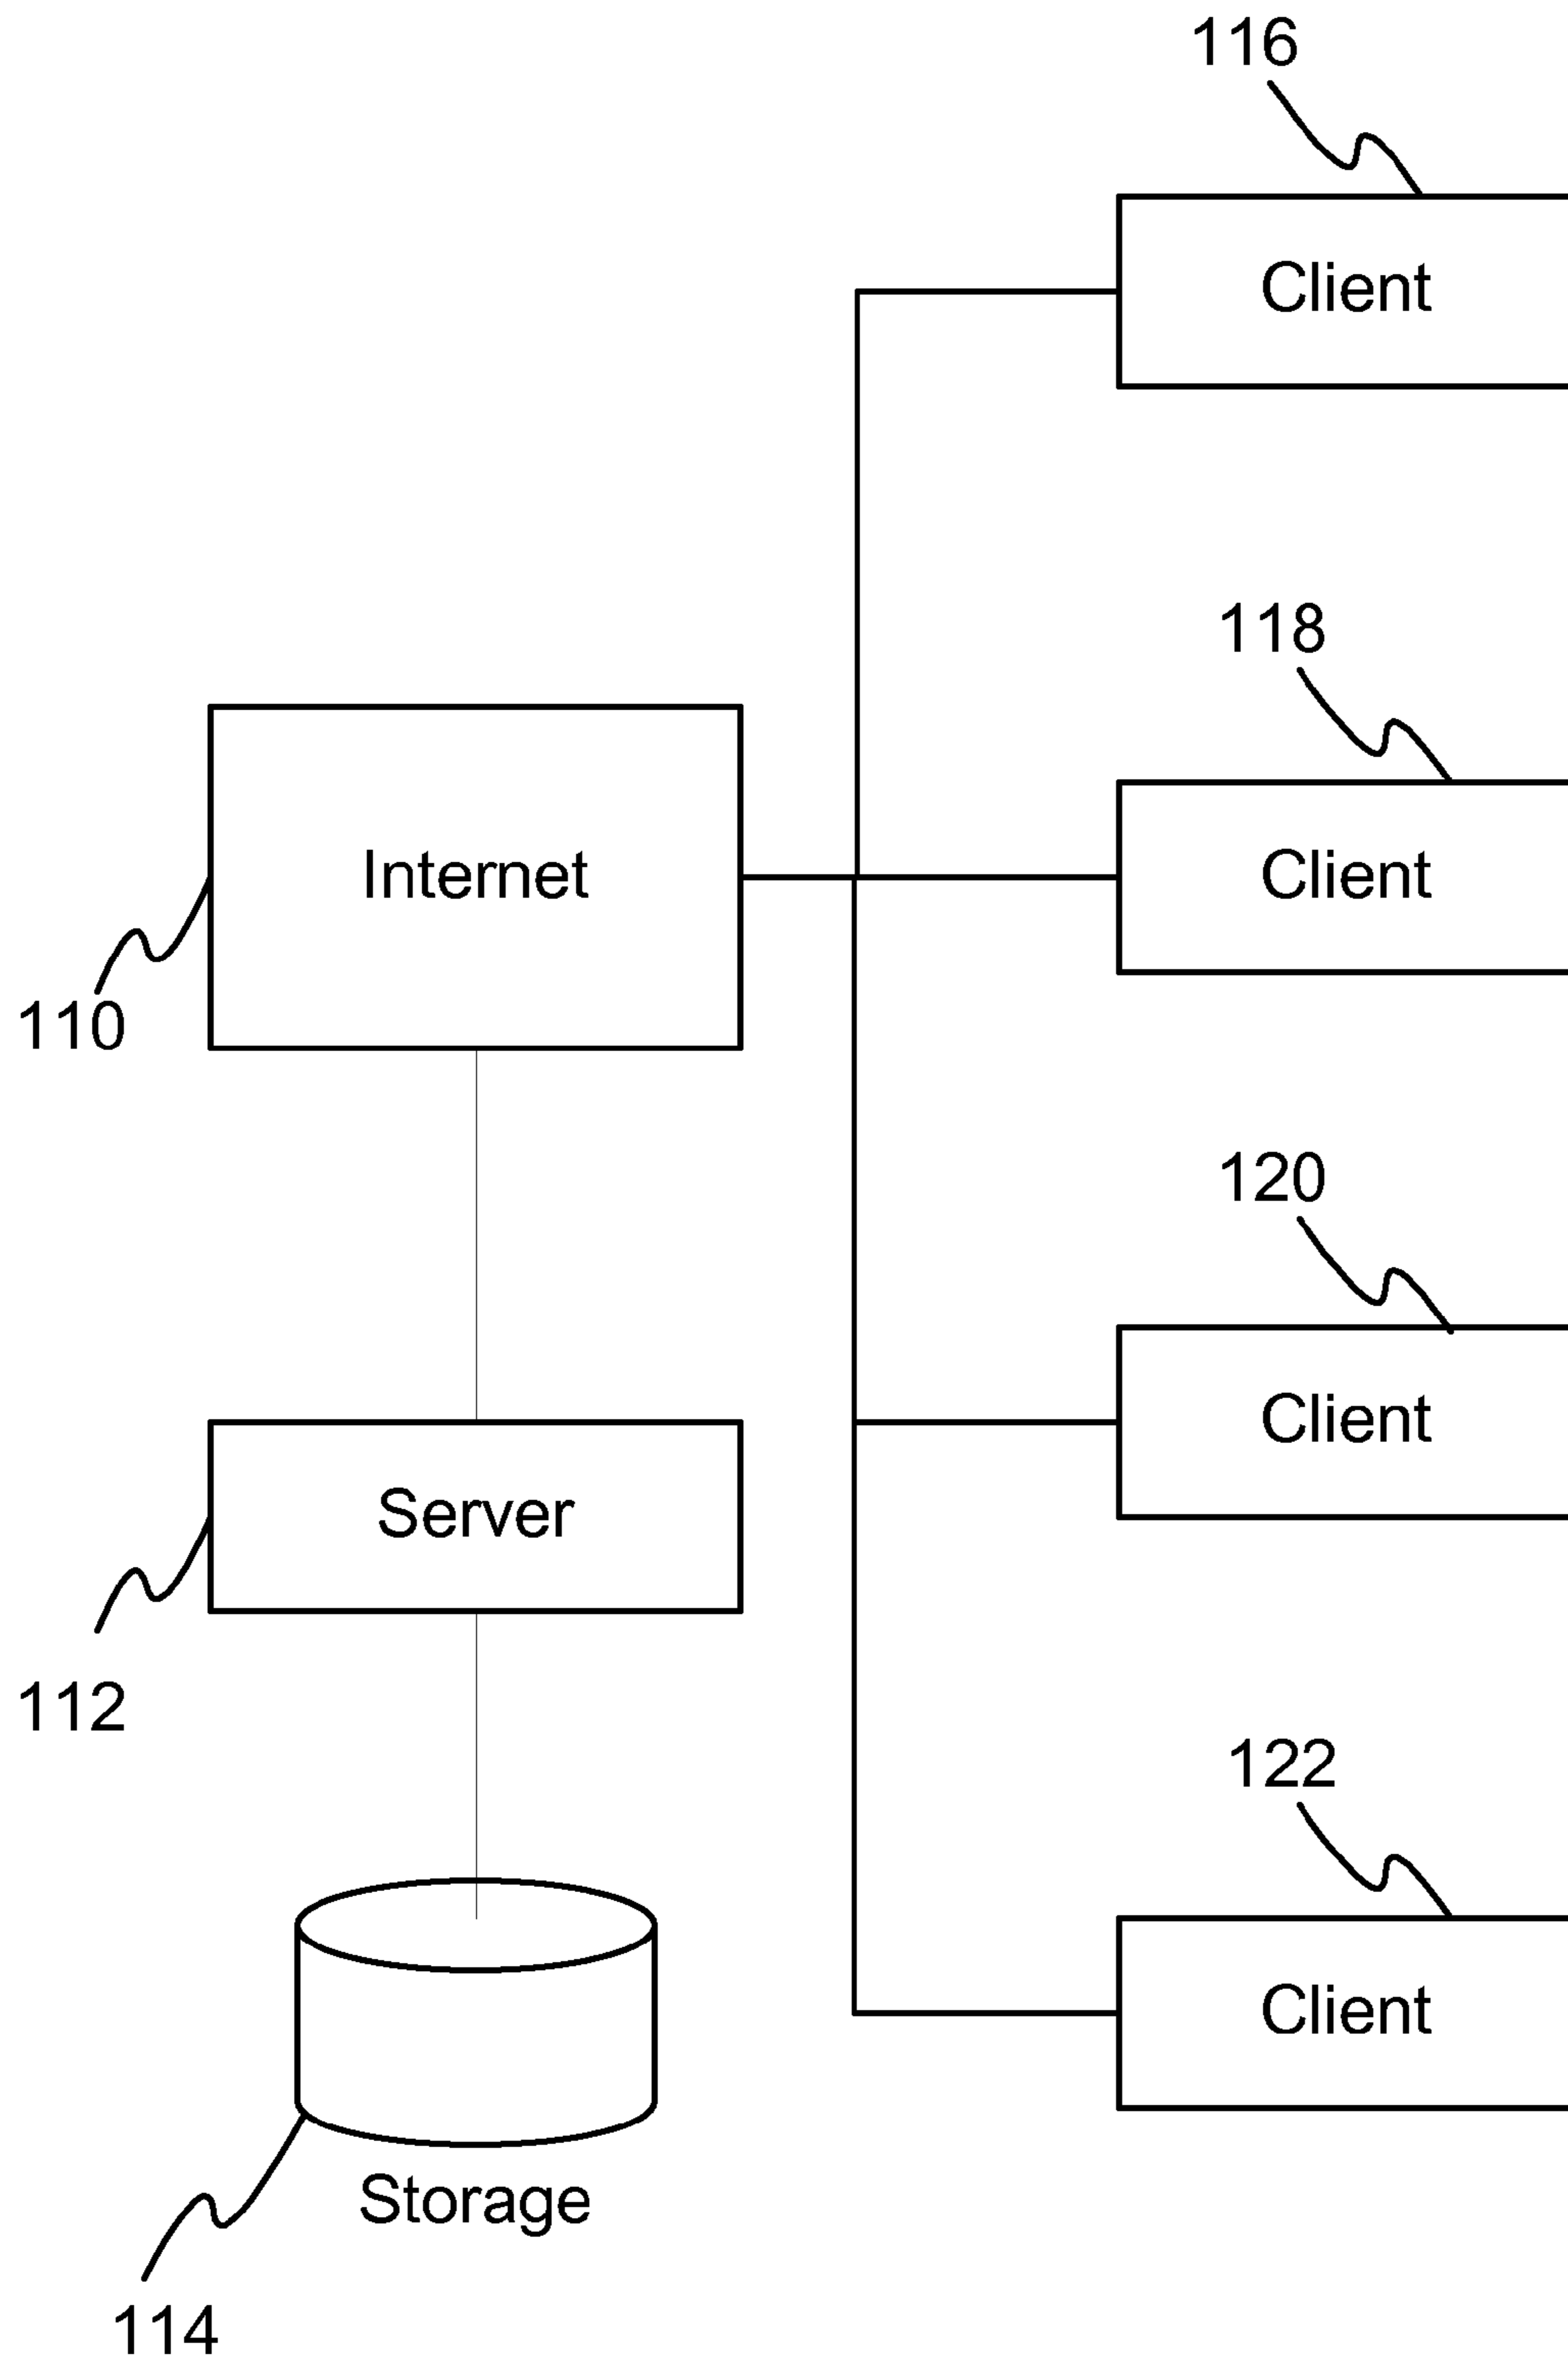 116
Client
118
Client
Internet
110
120
Client
Server
112
122
Client
Storage
114